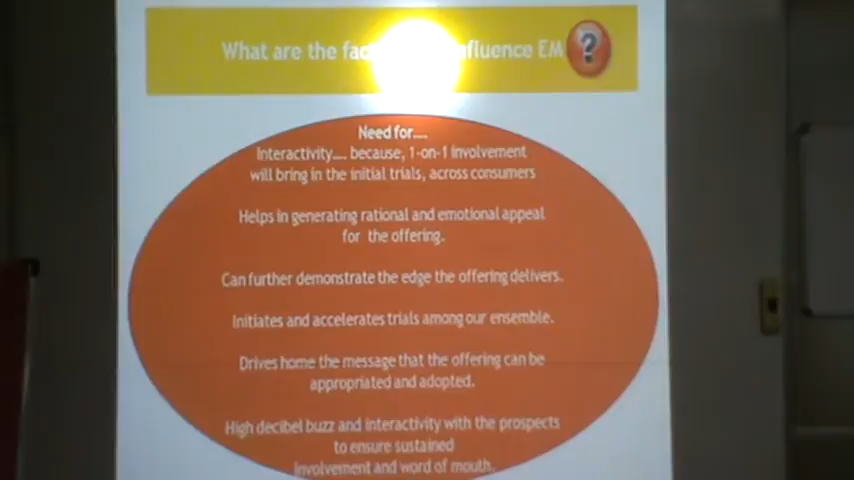 What are the fac fluence EM ?
Need for....
Interactivity.... because, 1-on-1 involvement
will bring in the initial trials, across consumers
Helps in generating rational and emotional appeal
for the offering.
Can further demonstrate the edge the offering delivers.
Initiates and accelerates trials among our ensemble.
Drives home the message that the offering can be
appropriated and adopted.
High decibel buzz and interactivity with the prospects
to ensure sustained
involvement and word of mouth.